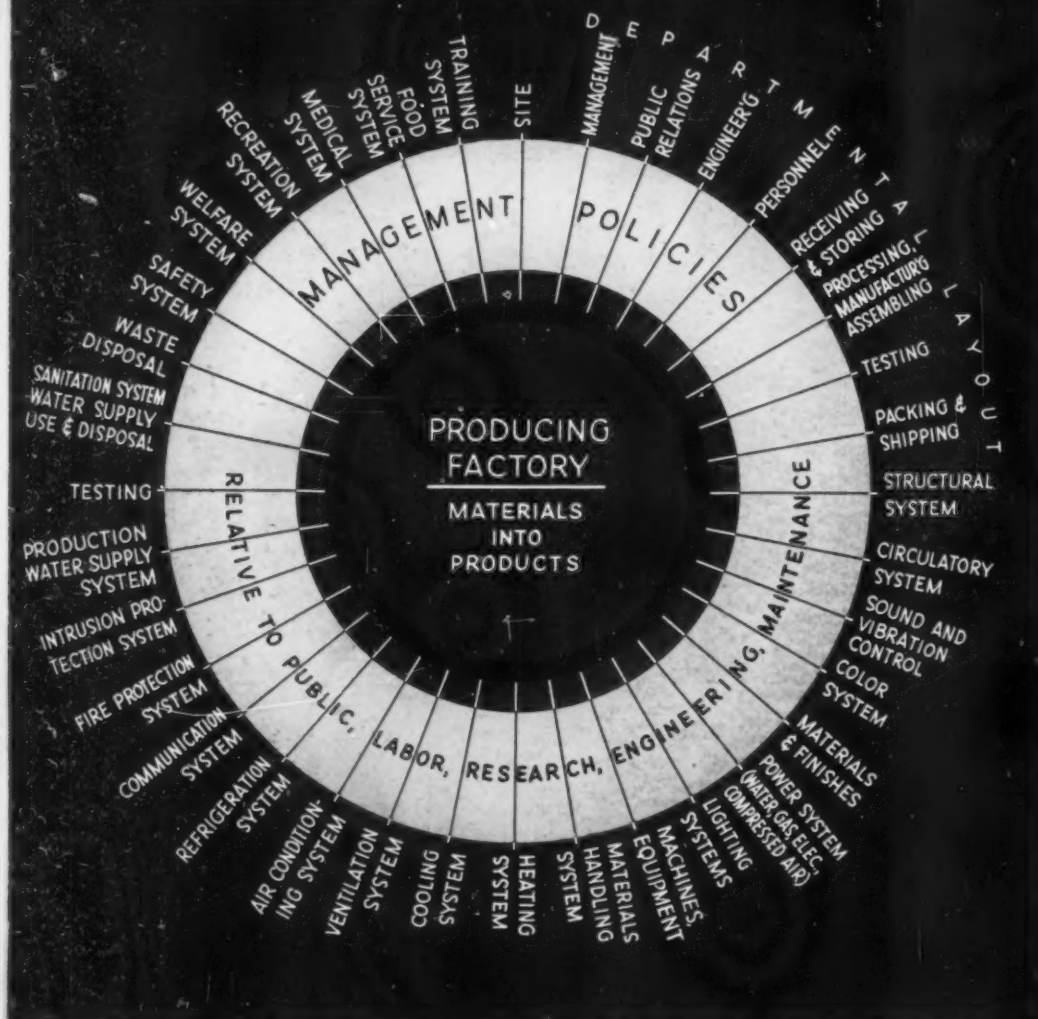 PRODUCING
FACTORY
MATERIALS
INTO
PRODUCTS
MANAGEMENT POLICIES
RELATIVE TO PUBLIC, LABOR, RESEARCH, ENGINEERING, MAINTENANCE
DEPARTMENTAL LAYOUT
SITE
MANAGEMENT
PUBLIC
RELATIONS
ENGINEER'G
PERSONNEL
RECEIVING
& STORING
PROCESSING,
MANUFACTUR'G
ASSEMBLING
TESTING
PACKING &
SHIPPING
STRUCTURAL
SYSTEM
CIRCULATORY
SYSTEM
SOUND AND
VIBRATION
CONTROL
COLOR
SYSTEM
MATERIALS
& FINISHES
POWER SYSTEM
(WATER, GAS, ELEC.,
COMPRESSED AIR)
LIGHTING
SYSTEMS
MACHINES,
EQUIPMENT
MATERIALS
HANDLING
SYSTEM
HEATING
SYSTEM
COOLING
SYSTEM
VENTILATION
SYSTEM
AIR CONDITION-
ING SYSTEM
REFRIGERATION
SYSTEM
COMMUNICATION
SYSTEM
FIRE PROTECTION
SYSTEM
INTRUSION PRO-
TECTION SYSTEM
PRODUCTION
WATER SUPPLY
SYSTEM
TESTING
SANITATION SYSTEM
WATER SUPPLY
USE & DISPOSAL
WASTE
DISPOSAL
SAFETY
SYSTEM
WELFARE
SYSTEM
RECREATION
SYSTEM
MEDICAL
SYSTEM
FOOD
SERVICE
SYSTEM
TRAINING
SYSTEM